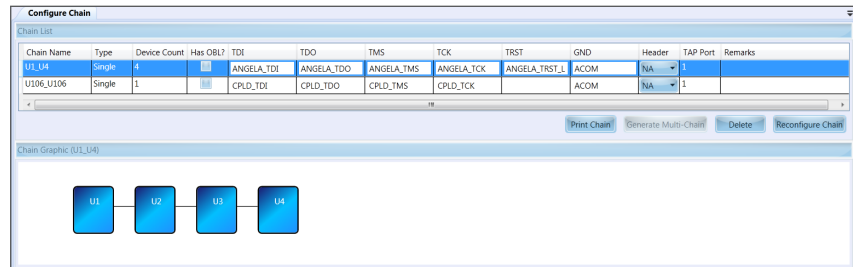 Configure Chain
Chain List
Chain Name Type Device Count Has OBL? TDI TDO TMS TCK TRST GND Header TAP Port Remarks
U1_U4 Single 4 ANGELA_TDI ANGELA_TDO ANGELA_TMS ANGELA_TCK ANGELA_TRST_L ACOM NA 1
U106_U106 Single 1 CPLD_TDI CPLD_TDO CPLD_TMS CPLD_TCK ACOM NA 1
Print Chain Generate Multi-Chain Delete Reconfigure Chain
Chain Graphic (U1_U4)
U1 U2 U3 U4